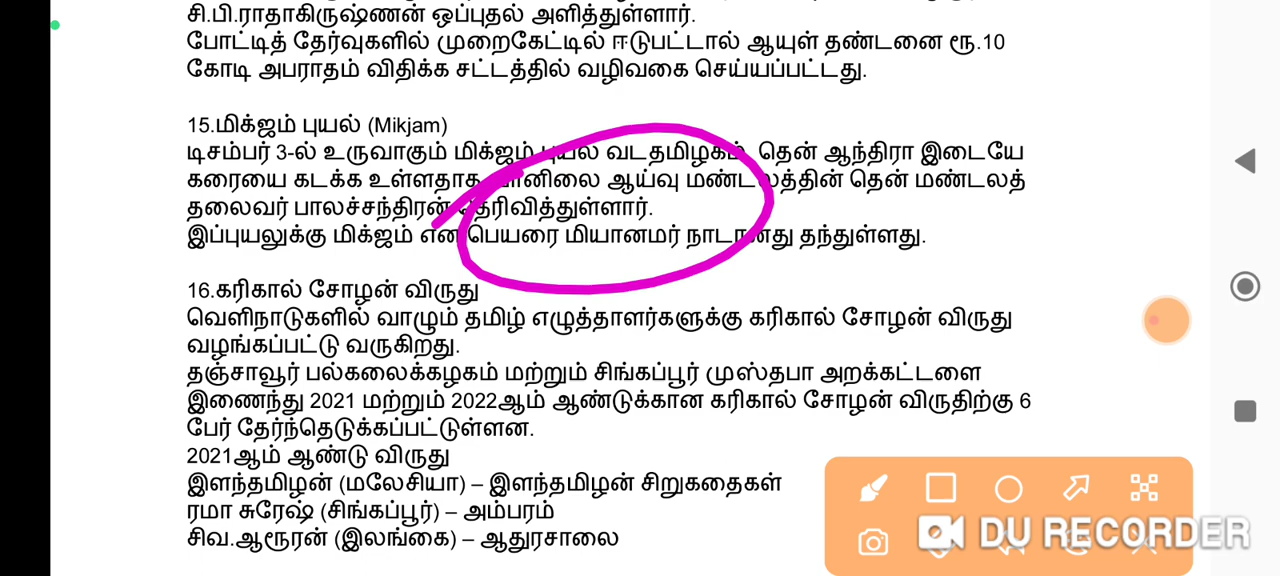 சி.பி.ராதாகிருஷ்ணன் ஒப்புதல் அளித்துள்ளார்.
போட்டித் தேர்வுகளில் முறைகேட்டில் ஈடுபட்டால் ஆயுள் தண்டனை ரூ.10
கோடி அபராதம் விதிக்க சட்டத்தில் வழிவகை செய்யப்பட்டது.
15.மிக்ஜம் புயல் (Mikjam)
டிசம்பர் 3-ல் உருவாகும் மிக்ஜம் புயல் வடதமிழகம், தென் ஆந்திரா இடையே
கரையை கடக்க உள்ளதாக வானிலை ஆய்வு மண்டலத்தின் தென் மண்டலத்
தலைவர் பாலச்சந்திரன் தெரிவித்துள்ளார்.
இப்புயலுக்கு மிக்ஜம் என பெயரை மியானமர் நாடானது தந்துள்ளது.
16.கரிகால் சோழன் விருது
வெளிநாடுகளில் வாழும் தமிழ் எழுத்தாளர்களுக்கு கரிகால் சோழன் விருது
வழங்கப்பட்டு வருகிறது.
தஞ்சாவூர் பல்கலைக்கழகம் மற்றும் சிங்கப்பூர் முஸ்தபா அறக்கட்டளை
இணைந்து 2021 மற்றும் 2022ஆம் ஆண்டுக்கான கரிகால் சோழன் விருதிற்கு 6
பேர் தேர்ந்தெடுக்கப்பட்டுள்ளன.
2021ஆம் ஆண்டு விருது
இளந்தமிழன் (மலேசியா) – இளந்தமிழன் சிறுகதைகள்
ரமா சுரேஷ் (சிங்கப்பூர்) – அம்பரம்
சிவ.ஆரூரன் (இலங்கை) – ஆதுரசாலை
DU RECORDER